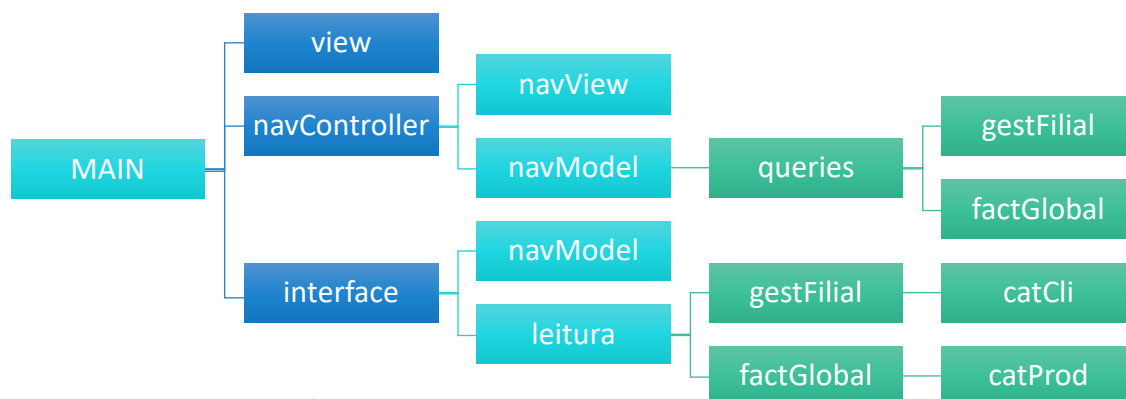 view
navView
navController
gestFilial
MAIN
navModel
queries
factGlobal
navModel
interface
gestFilial
catCli
leitura
factGlobal
catProd